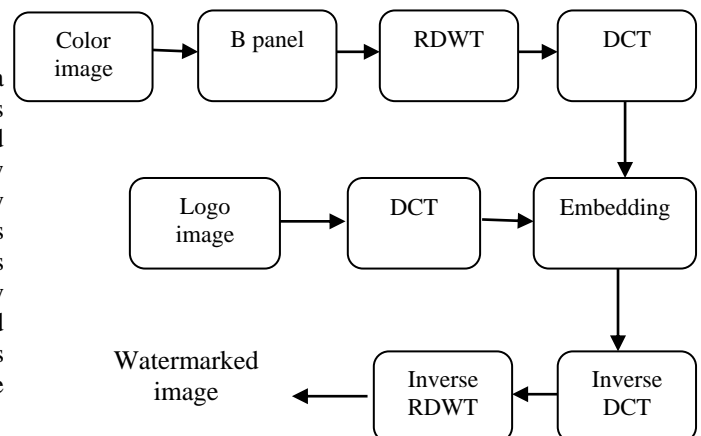 Color
image
B panel
RDWT
DCT
Logo
image
DCT
Embedding
Watermarked
image
Inverse
RDWT
Inverse
DCT